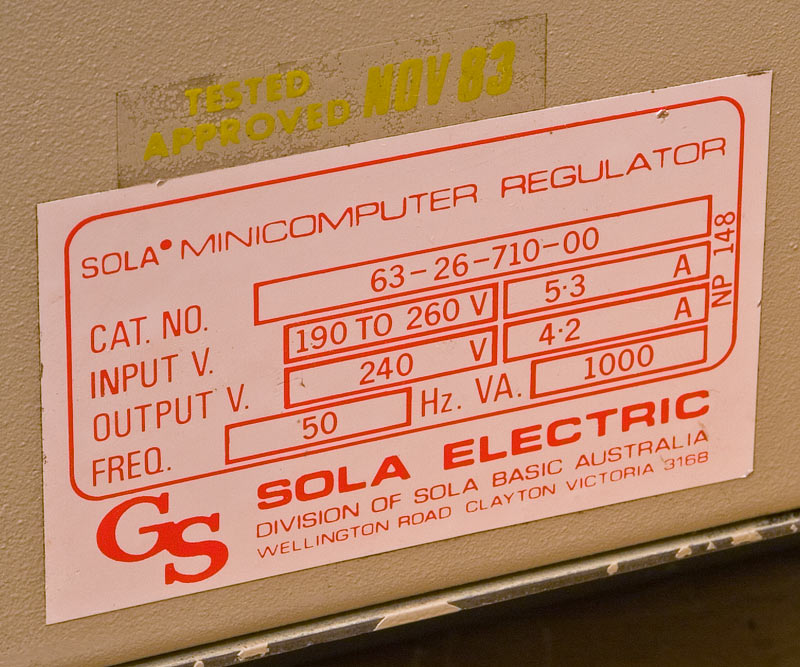 TESTED
APPROVED NOV 83
SOLA MINICOMPUTER REGULATOR
CAT. NO. 63-26-710-00
INPUT V. 190 TO 260 V 5·3 A
OUTPUT V. 240 V 4·2 A
FREQ. 50 Hz. VA. 1000
NP 148
GS
SOLA ELECTRIC
DIVISION OF SOLA BASIC AUSTRALIA
WELLINGTON ROAD CLAYTON VICTORIA 3168